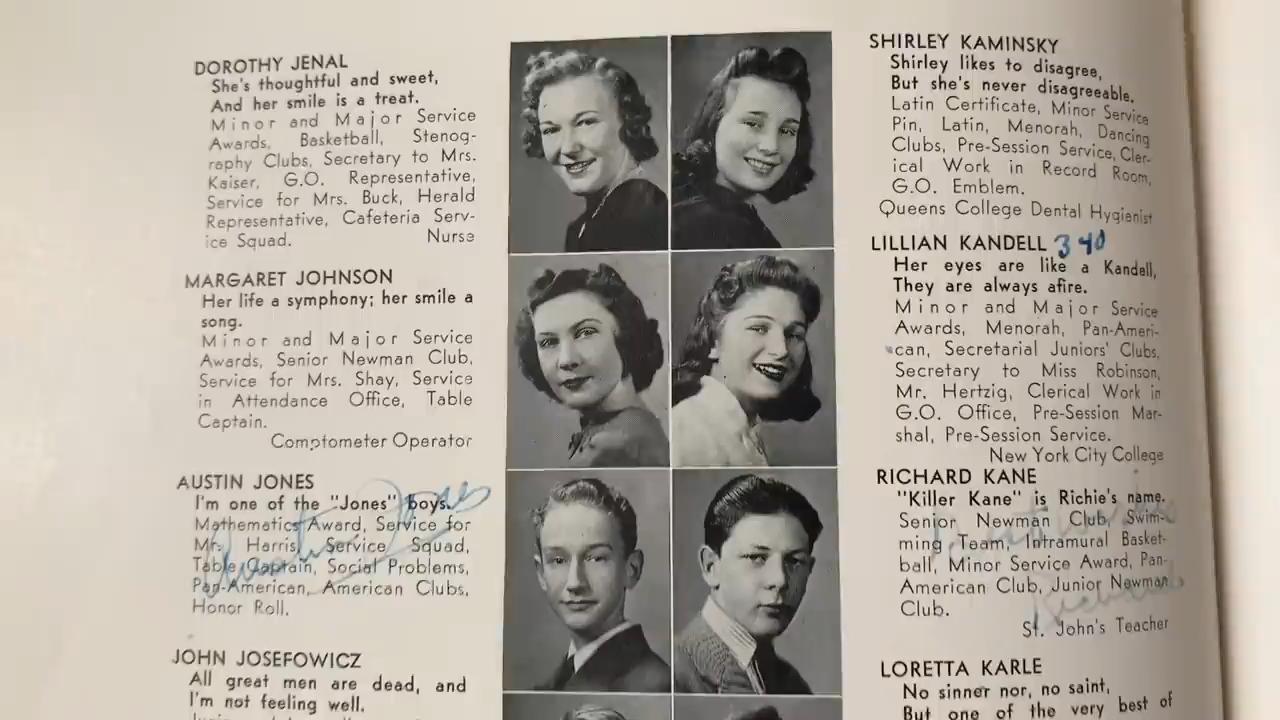 DOROTHY JENAL
She's thoughtful and sweet,
And her smile is a treat.
Minor and Major Service
Awards, Basketball, Stenog-
raphy Clubs, Secretary to Mrs.
Kaiser, G.O. Representative,
Service for Mrs. Buck, Herald
Representative, Cafeteria Serv-
ice Squad. Nurse
MARGARET JOHNSON
Her life a symphony; her smile a
song.
Minor and Major Service
Awards, Senior Newman Club,
Service for Mrs. Shay, Service
in Attendance Office, Table
Captain.
Comptometer Operator
AUSTIN JONES
I'm one of the "Jones" boys.
Mathematics Award, Service for
Mr. Harris, Service Squad,
Table Captain, Social Problems,
Pan-American, American Clubs,
Honor Roll.
Austin Jones
JOHN JOSEFOWICZ
All great men are dead, and
I'm not feeling well.
SHIRLEY KAMINSKY
Shirley likes to disagree,
But she's never disagreeable.
Latin Certificate, Minor Service
Pin, Latin, Menorah, Dancing
Clubs, Pre-Session Service, Cler-
ical Work in Record Room,
G.O. Emblem.
Queens College Dental Hygienist
LILLIAN KANDELL 340
Her eyes are like a Kandell,
They are always afire.
Minor and Major Service
Awards, Menorah, Pan-Ameri-
can, Secretarial Juniors' Clubs,
Secretary to Miss Robinson,
Mr. Hertzig, Clerical Work in
G.O. Office, Pre-Session Mar-
shal, Pre-Session Service.
New York City College
RICHARD KANE
"Killer Kane" is Richie's name.
Senior Newman Club, Swim-
ming Team, Intramural Basket-
ball, Minor Service Award, Pan-
American Club, Junior Newman
Club.
Richard
St. John's Teacher
LORETTA KARLE
No sinner nor, no saint,
But one of the very best of